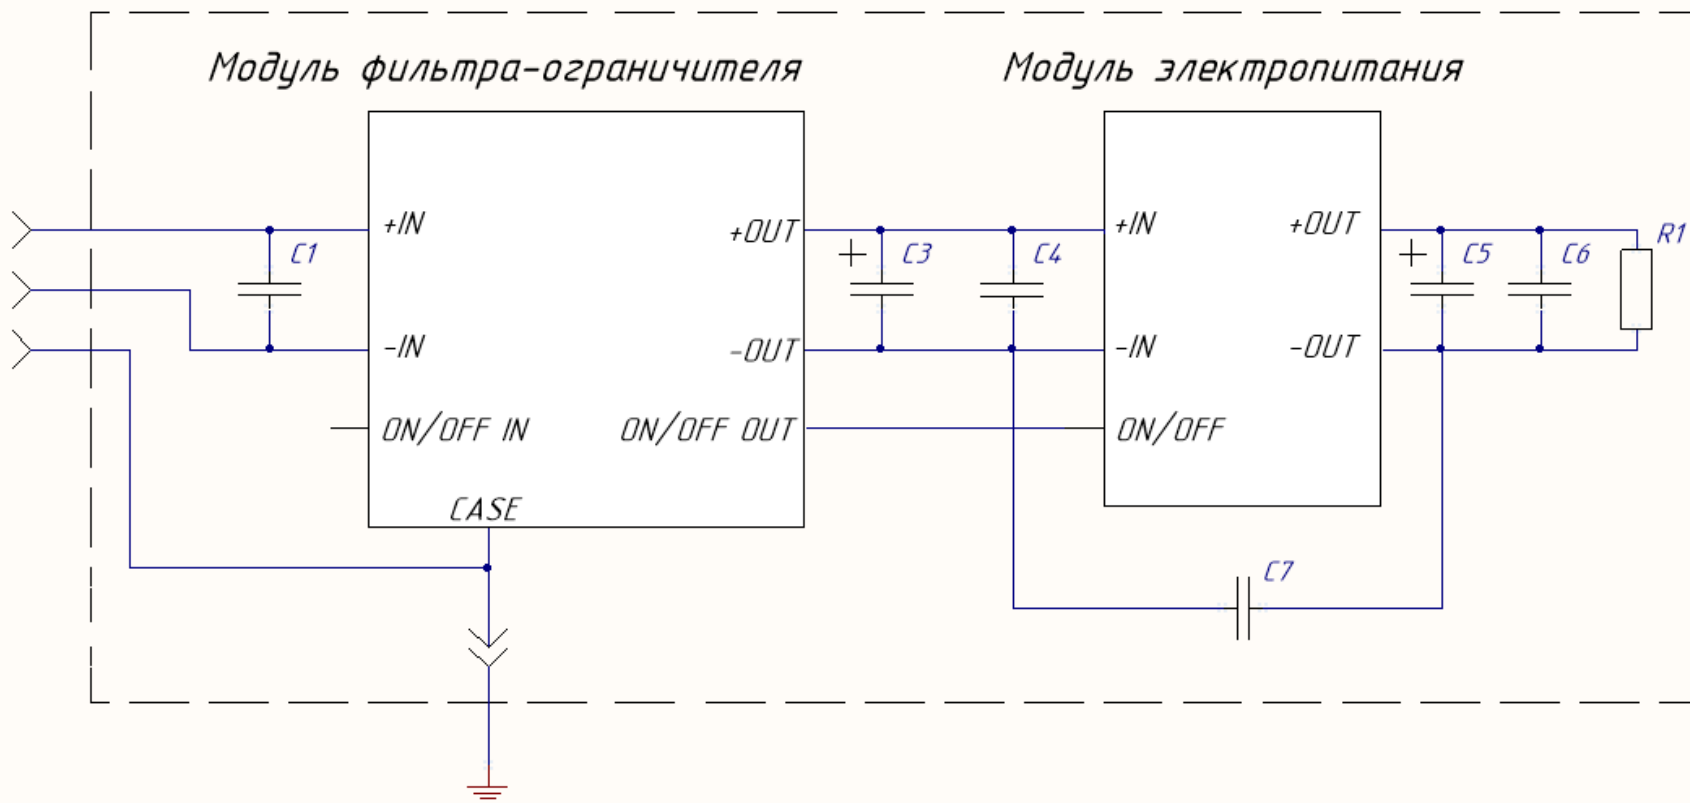 Модуль фильтра-ограничителя
Модуль электропитания
+IN
+OUT
+IN
+OUT
R1
C1
+
C3
C4
+
C5
C6
-IN
-OUT
-IN
-OUT
ON/OFF IN
ON/OFF OUT
ON/OFF
CASE
C7